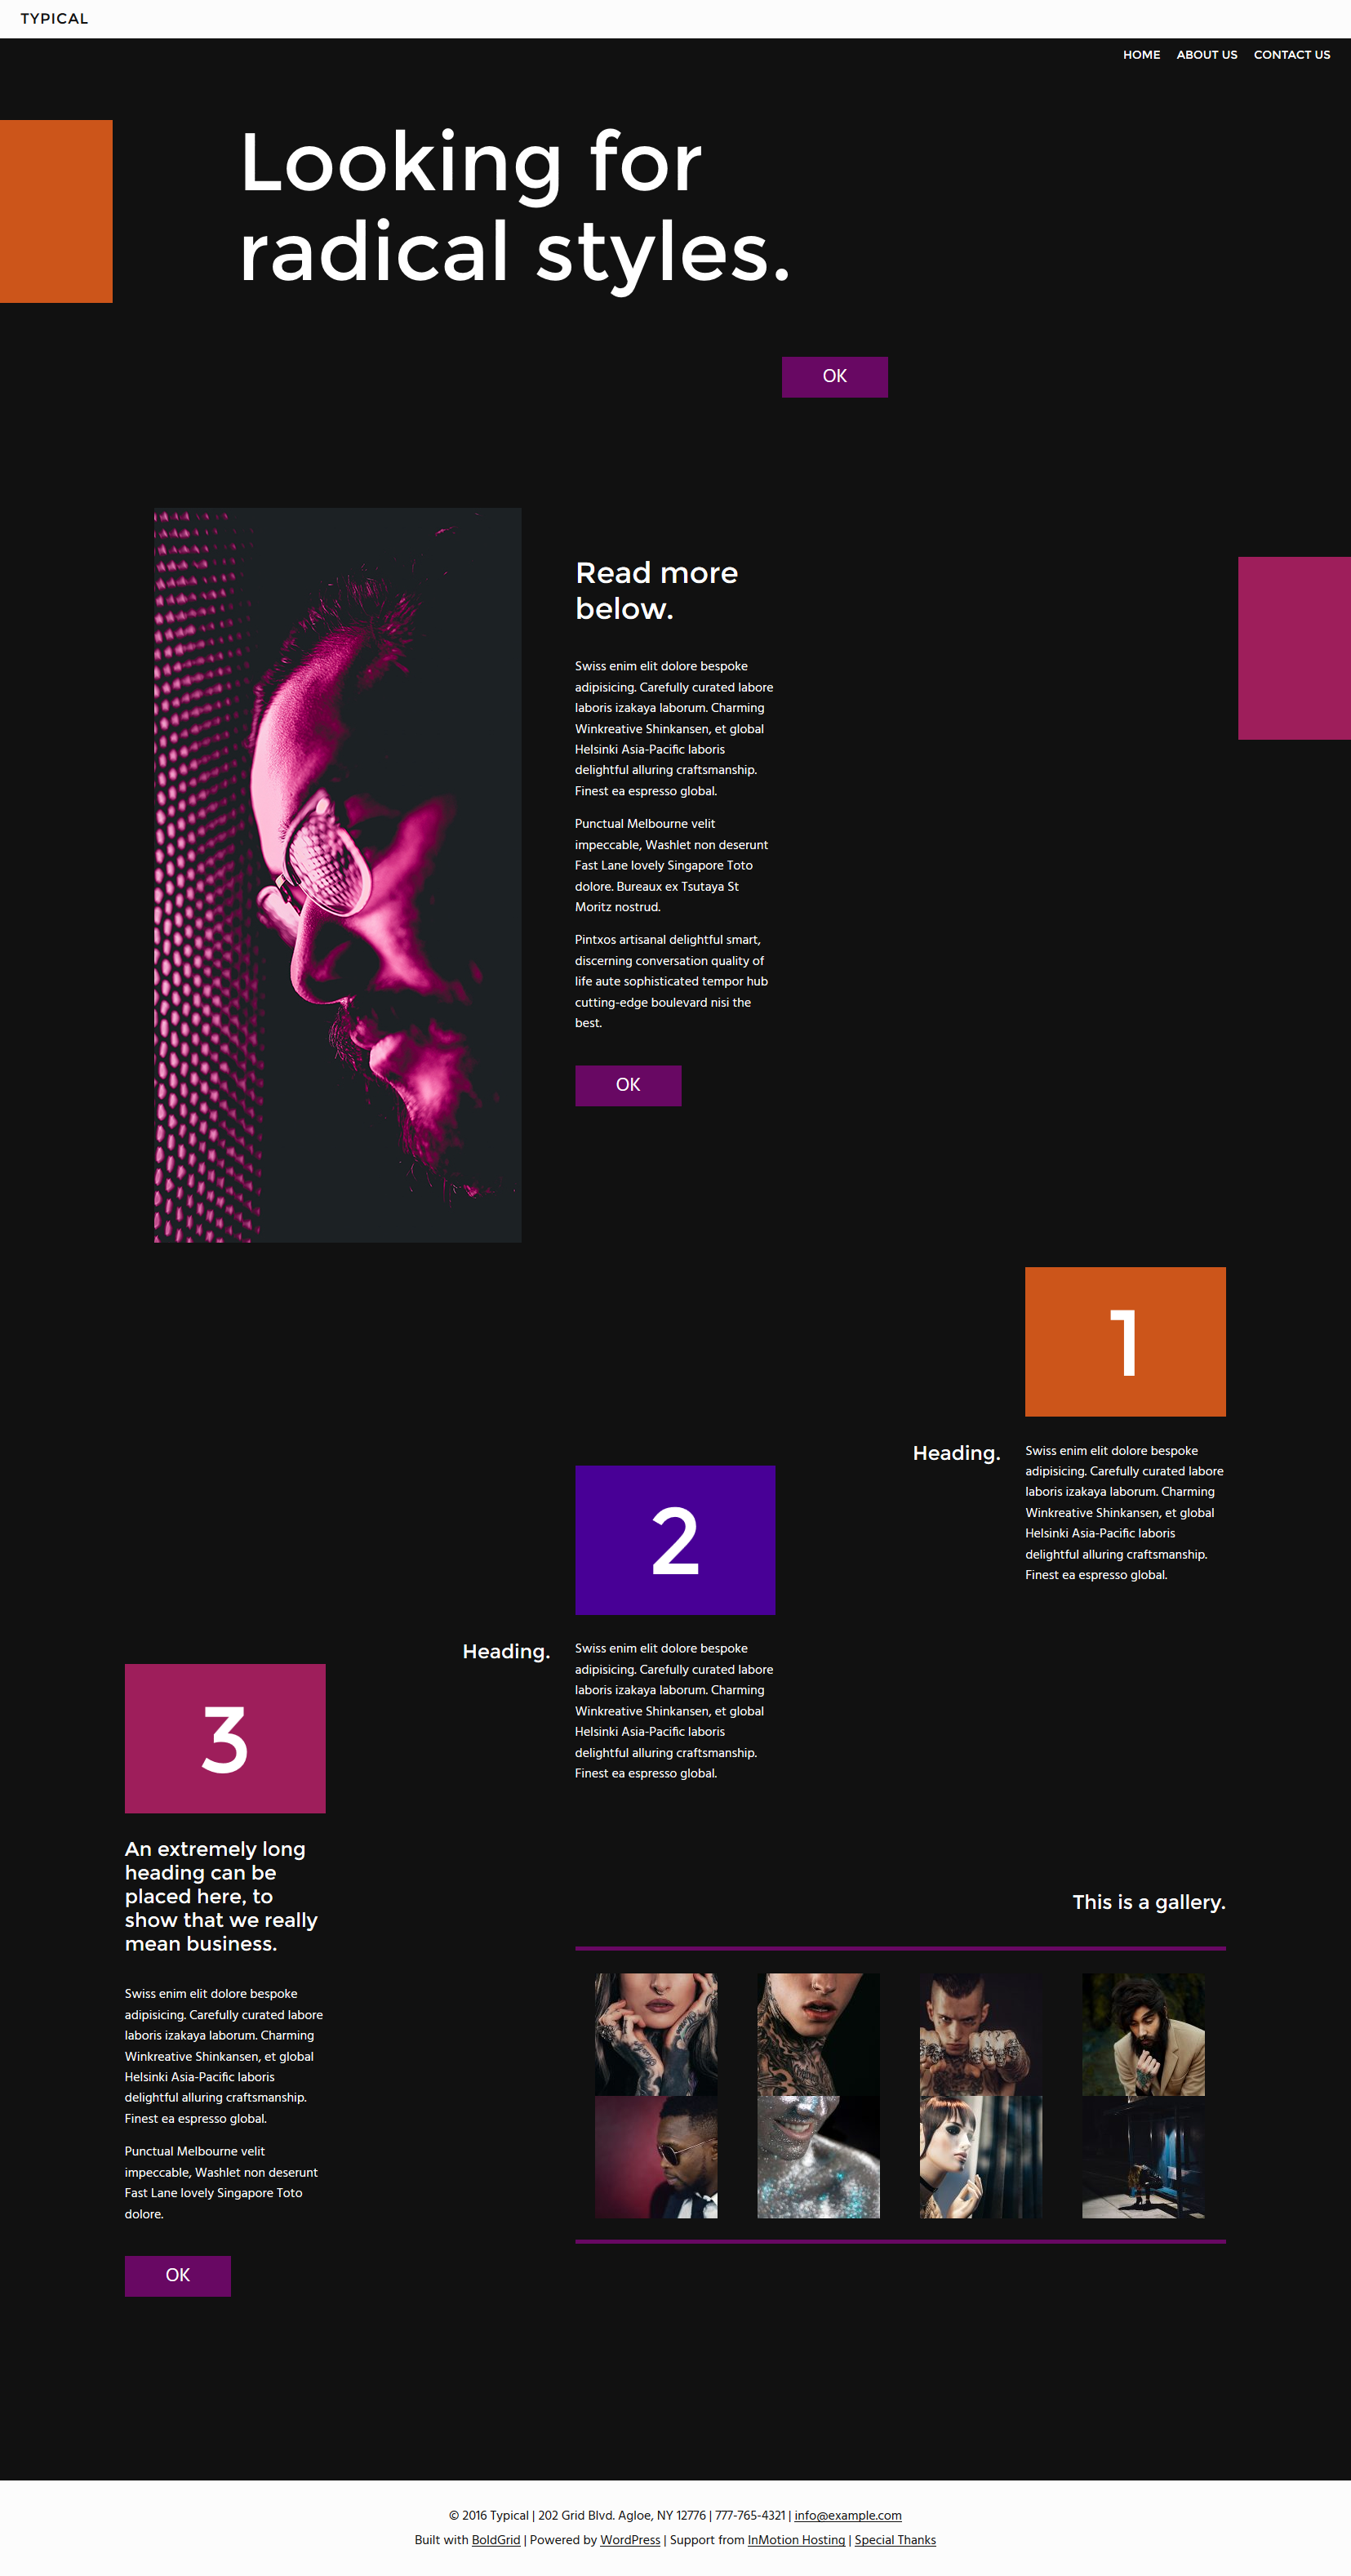 TYPICAL
HOME ABOUT US CONTACT US
Looking for
radical styles.
OK
Read more
below.
Swiss enim elit dolore bespoke
adipisicing. Carefully curated labore
laboris izakaya laborum. Charming
Winkreative Shinkansen, et global
Helsinki Asia-Pacific laboris
delightful alluring craftsmanship.
Finest ea espresso global.
Punctual Melbourne velit
impeccable, Washlet non deserunt
Fast Lane lovely Singapore Toto
dolore. Bureaux ex Tsutaya St
Moritz nostrud.
Pintxos artisanal delightful smart,
discerning conversation quality of
life aute sophisticated tempor hub
cutting-edge boulevard nisi the
best.
OK
1
Heading.
Swiss enim elit dolore bespoke
adipisicing. Carefully curated labore
laboris izakaya laborum. Charming
Winkreative Shinkansen, et global
Helsinki Asia-Pacific laboris
delightful alluring craftsmanship.
Finest ea espresso global.
2
Heading.
Swiss enim elit dolore bespoke
adipisicing. Carefully curated labore
laboris izakaya laborum. Charming
Winkreative Shinkansen, et global
Helsinki Asia-Pacific laboris
delightful alluring craftsmanship.
Finest ea espresso global.
3
An extremely long
heading can be
placed here, to
show that we really
mean business.
Swiss enim elit dolore bespoke
adipisicing. Carefully curated labore
laboris izakaya laborum. Charming
Winkreative Shinkansen, et global
Helsinki Asia-Pacific laboris
delightful alluring craftsmanship.
Finest ea espresso global.
Punctual Melbourne velit
impeccable, Washlet non deserunt
Fast Lane lovely Singapore Toto
dolore.
OK
This is a gallery.
© 2016 Typical | 202 Grid Blvd. Agloe, NY 12776 | 777-765-4321 | info@example.com
Built with BoldGrid | Powered by WordPress | Support from InMotion Hosting | Special Thanks